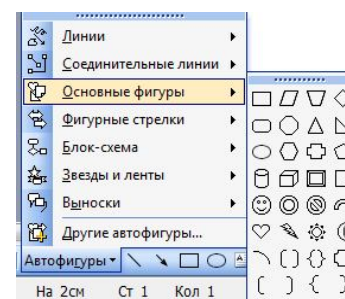 Линии
Соединительные линии
Основные фигуры
Фигурные стрелки
Блок-схема
Звезды и ленты
Выноски
Другие автофигуры...
Автофигуры
На 2см Ст 1 Кол 1